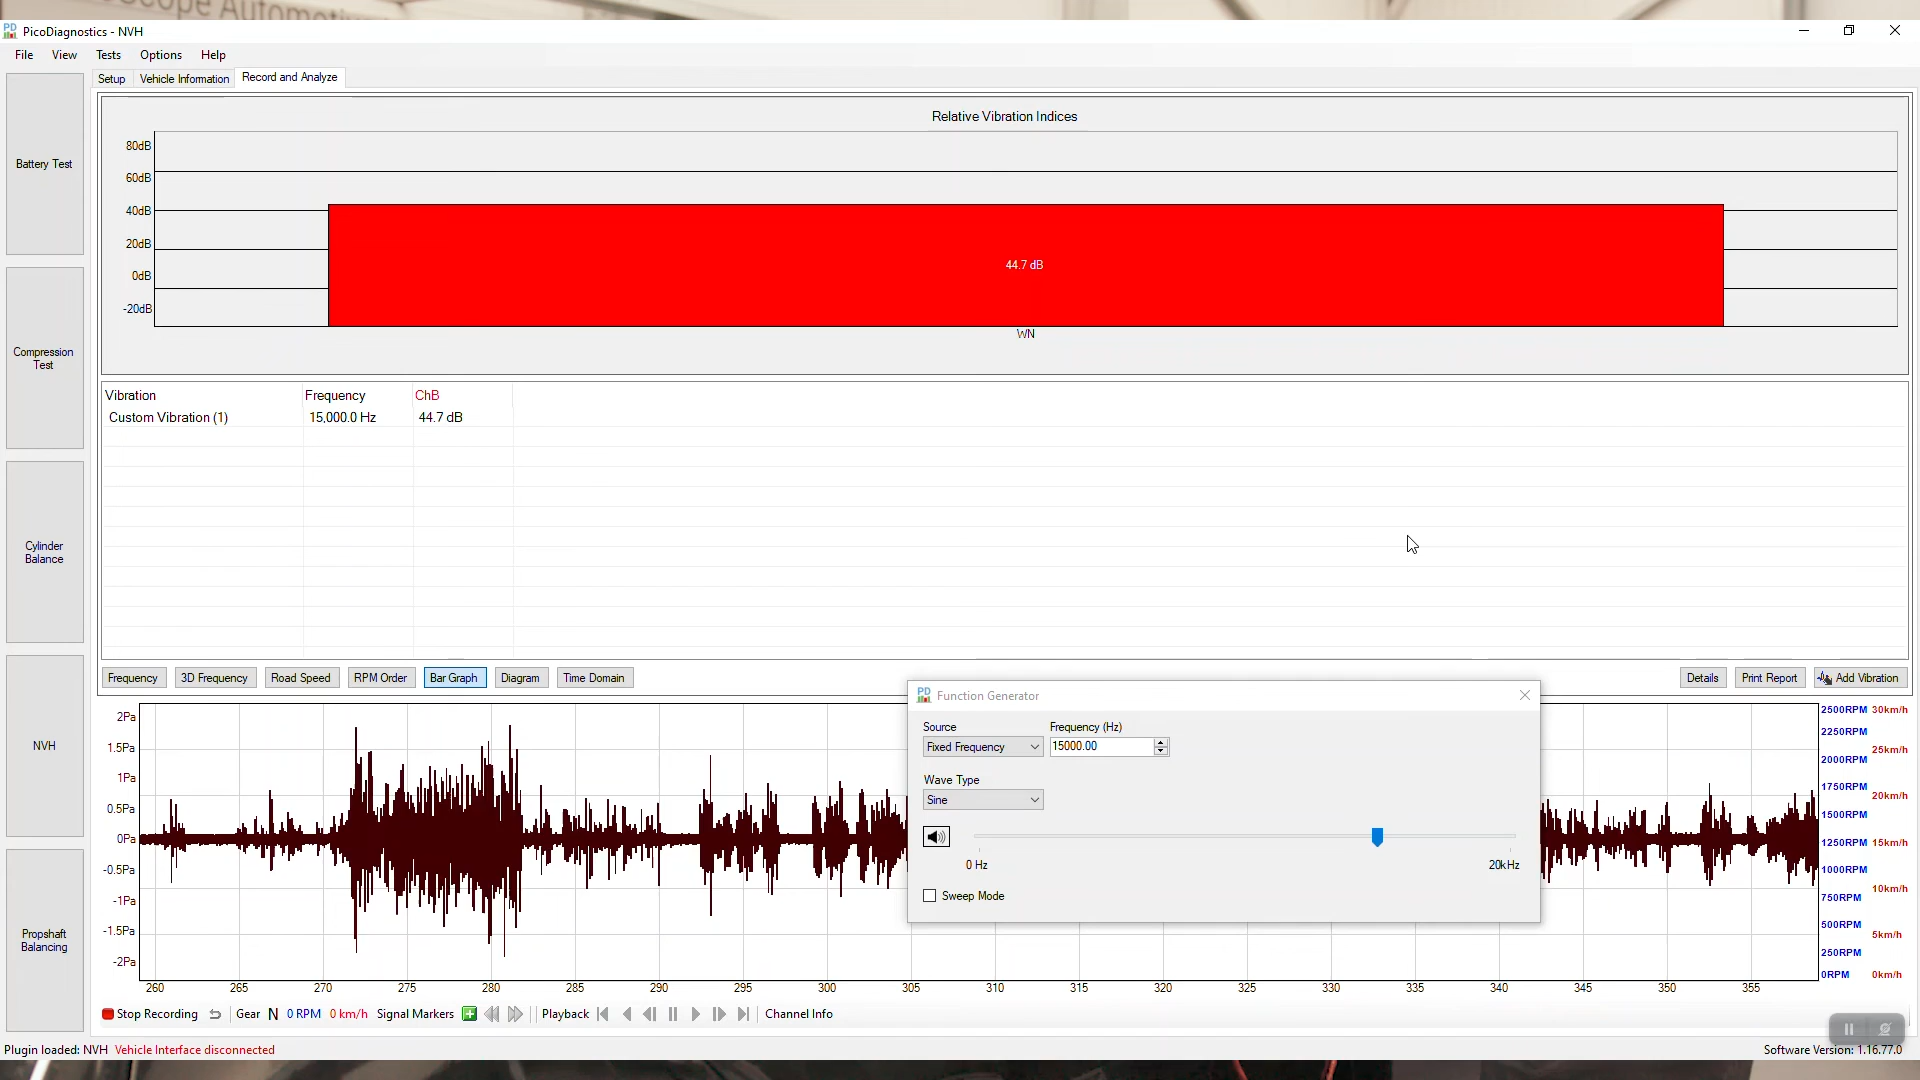 Scope Automotive
PicoDiagnostics - NVH
File View Tests Options Help
Setup Vehicle Information Record and Analyze
Battery Test
Compression
Test
Cylinder
Balance
NVH
Propshaft
Balancing
Relative Vibration Indices
80dB
60dB
40dB
20dB
0dB
-20dB
44.7 dB
WN
Vibration Frequency ChB
Custom Vibration (1) 15,000.0 Hz 44.7 dB
Frequency 3D Frequency Road Speed RPM Order Bar Graph Diagram Time Domain
Details Print Report Add Vibration
2Pa
1.5Pa
1Pa
0.5Pa
0Pa
-0.5Pa
-1Pa
-1.5Pa
-2Pa
260 265 270 275 280 285 290 295 300 305 310 315 320 325 330 335 340 345 350 355
Function Generator
Source Frequency (Hz)
Fixed Frequency 15000.00
Wave Type
Sine
0 Hz 20kHz
Sweep Mode
2500RPM 30km/h
2250RPM
25km/h
2000RPM
1750RPM
20km/h
1500RPM
1250RPM 15km/h
1000RPM
10km/h
750RPM
500RPM
5km/h
250RPM
0RPM 0km/h
Stop Recording Gear N 0 RPM 0 km/h Signal Markers Playback Channel Info
Plugin loaded: NVH Vehicle Interface disconnected
Software Version: 1.16.77.0